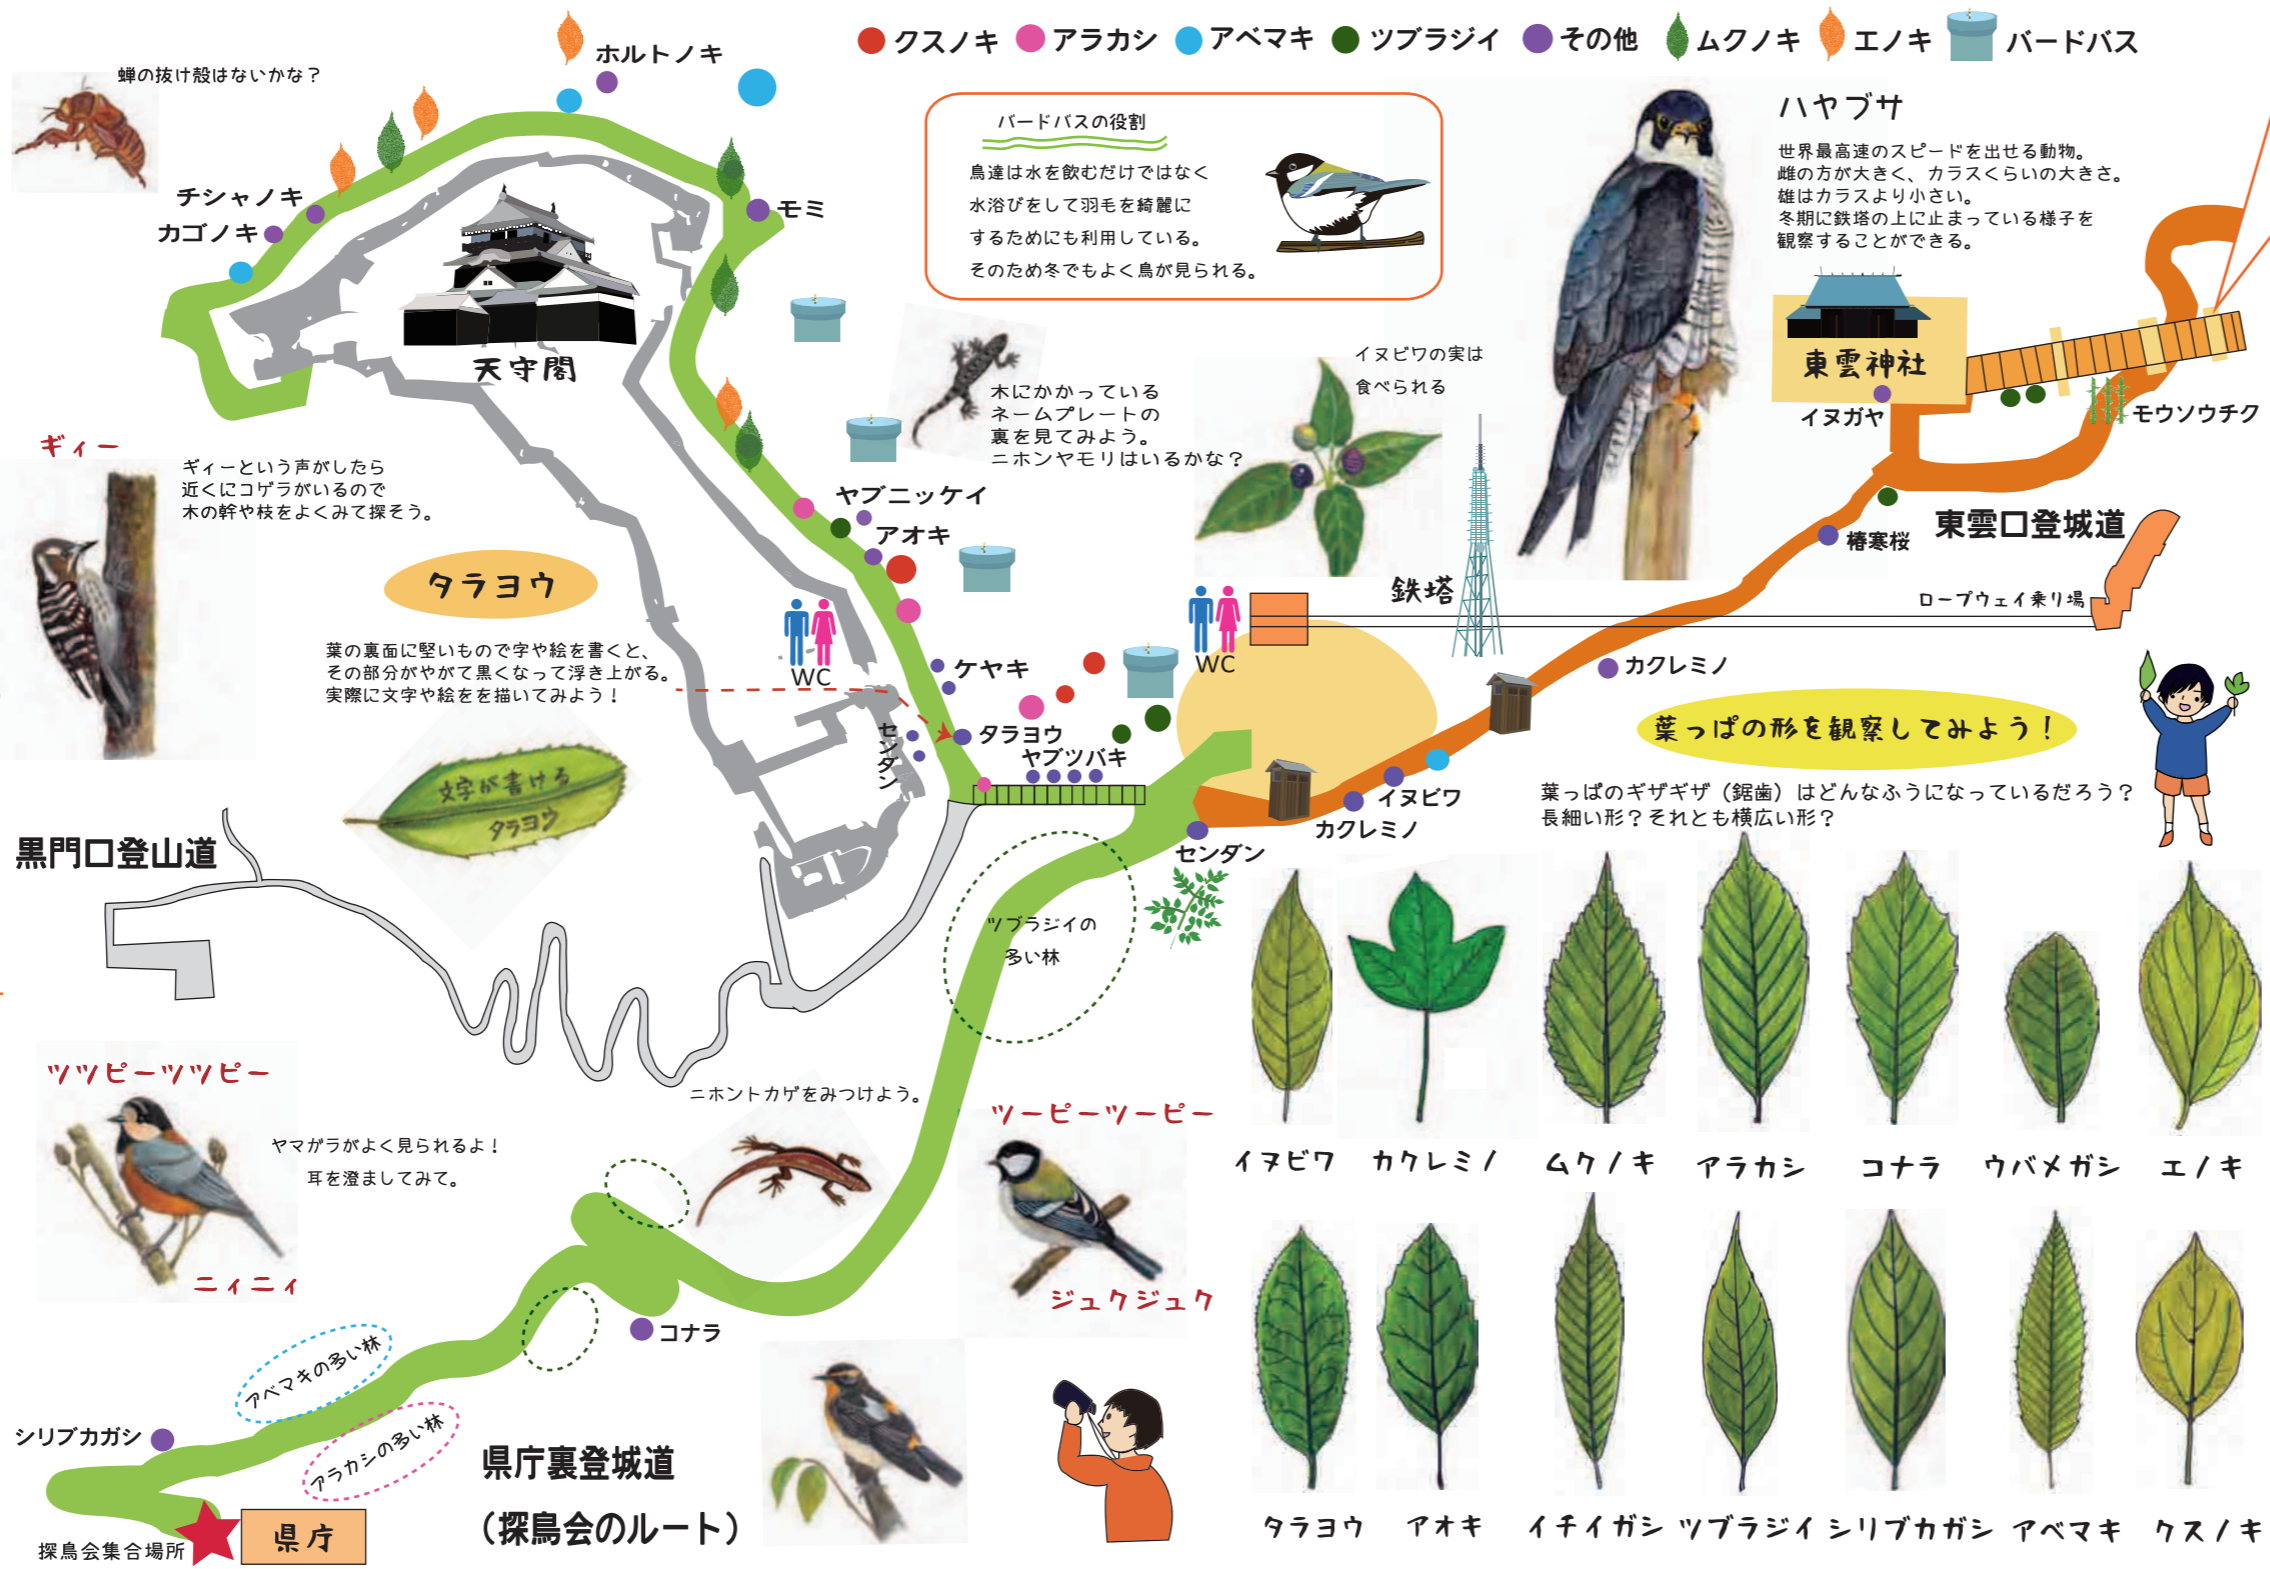 クスノキ
アラカシ
アベマキ
ツブラジイ
その他
ムクノキ
エノキ
バードバス
蝉の抜け殻はないかな？
ホルトノキ
チシャノキ
カゴノキ
モミ
天守閣
バードバスの役割
鳥達は水を飲むだけではなく
水浴びをして羽毛を綺麗に
するためにも利用している。
そのため冬でもよく鳥が見られる。
ハヤブサ
世界最高速のスピードを出せる動物。
雌の方が大きく、カラスくらいの大きさ。
雄はカラスより小さい。
冬期に鉄塔の上に止まっている様子を
観察することができる。
東雲神社
イヌガヤ
モウソウチク
木にかかっている
ネームプレートの
裏を見てみよう。
ニホンヤモリはいるかな？
イヌビワの実は
食べられる
ギィー
ギィーという声がしたら
近くにコゲラがいるので
木の幹や枝をよくみて探そう。
ヤブニッケイ
アオキ
タラヨウ
葉の裏面に堅いもので字や絵を書くと、
その部分がやがて黒くなって浮き上がる。
実際に文字や絵をを描いてみよう！
文字が書ける
タラヨウ
WC
WC
鉄塔
椿寒桜
東雲口登城道
ロープウェイ乗り場
カクレミノ
ケヤキ
タラヨウ
センダン
ヤブツバキ
イヌビワ
カクレミノ
センダン
葉っぱの形を観察してみよう！
葉っぱのギザギザ（鋸歯）はどんなふうになっているだろう？
長細い形？それとも横広い形？
黒門口登山道
ツブラジイの
多い林
ツツピーツツピー
ヤマガラがよく見られるよ！
耳を澄ましてみて。
ニィニィ
ニホントカゲをみつけよう。
ツーピーツーピー
ジュクジュク
コナラ
アベマキの多い林
アラカシの多い林
シリブカガシ
県庁裏登城道
（探鳥会のルート）
探鳥会集合場所
県庁
イヌビワ
カクレミノ
ムクノキ
アラカシ
コナラ
ウバメガシ
エノキ
タラヨウ
アオキ
イチイガシ
ツブラジイ
シリブカガシ
アベマキ
クスノキ